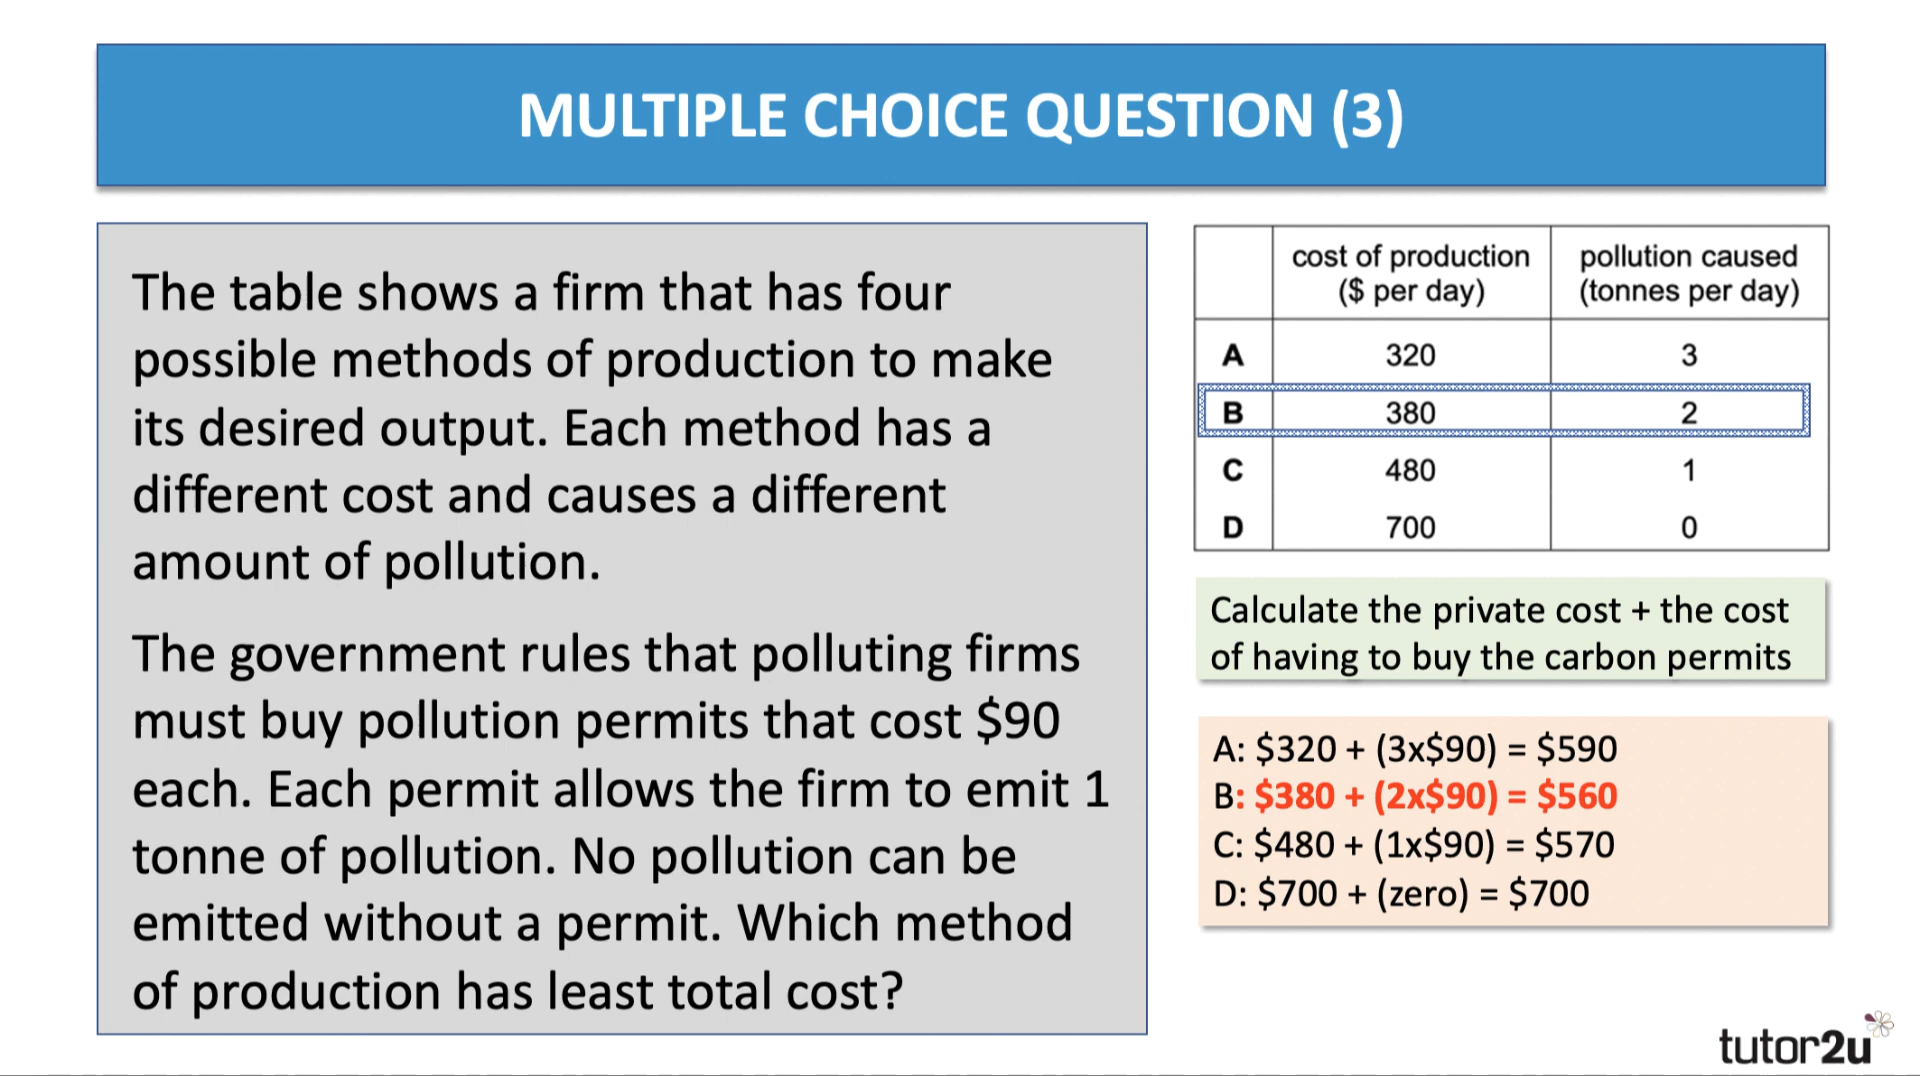 MULTIPLE CHOICE QUESTION (3)
The table shows a firm that has four
possible methods of production to make
its desired output. Each method has a
different cost and causes a different
amount of pollution.
The government rules that polluting firms
must buy pollution permits that cost $90
each. Each permit allows the firm to emit 1
tonne of pollution. No pollution can be
emitted without a permit. Which method
of production has least total cost?
cost of production pollution caused
($ per day) (tonnes per day)
A 320 3
B 380 2
C 480 1
D 700 0
Calculate the private cost + the cost
of having to buy the carbon permits
A: $320 + (3x$90) = $590
B: $380 + (2x$90) = $560
C: $480 + (1x$90) = $570
D: $700 + (zero) = $700
tutor2u